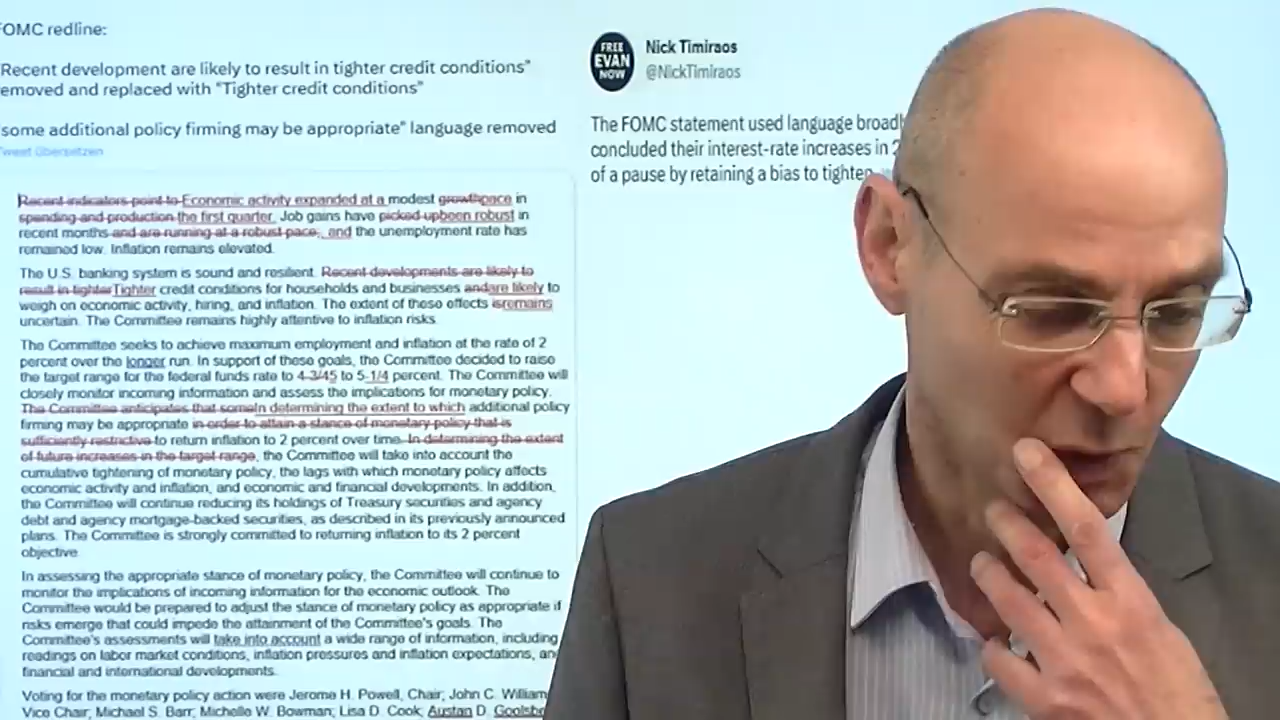 FOMC redline:
"Recent development are likely to result in tighter credit conditions"
emoved and replaced with "Tighter credit conditions"
some additional policy firming may be appropriate" language removed
Tweet übersetzen
Recent indicators point to Economic activity expanded at a modest growthpace in
spending and production the first quarter. Job gains have picked upbeen robust in
recent months and are running at a robust pace;, and the unemployment rate has
remained low. Inflation remains elevated.
The U.S. banking system is sound and resilient. Recent developments are likely to
result in tighterTighter credit conditions for households and businesses andare likely to
weigh on economic activity, hiring, and inflation. The extent of these effects isremains
uncertain. The Committee remains highly attentive to inflation risks.
The Committee seeks to achieve maximum employment and inflation at the rate of 2
percent over the longer run. In support of these goals, the Committee decided to raise
the target range for the federal funds rate to 4-3/45 to 5-1/4 percent. The Committee will
closely monitor incoming information and assess the implications for monetary policy.
The Committee anticipates that someIn determining the extent to which additional policy
firming may be appropriate in order to attain a stance of monetary policy that is
sufficiently restrictive to return inflation to 2 percent over time. In determining the extent
of future increases in the target range, the Committee will take into account the
cumulative tightening of monetary policy, the lags with which monetary policy affects
economic activity and inflation, and economic and financial developments. In addition,
the Committee will continue reducing its holdings of Treasury securities and agency
debt and agency mortgage-backed securities, as described in its previously announced
plans. The Committee is strongly committed to returning inflation to its 2 percent
objective.
In assessing the appropriate stance of monetary policy, the Committee will continue to
monitor the implications of incoming information for the economic outlook. The
Committee would be prepared to adjust the stance of monetary policy as appropriate if
risks emerge that could impede the attainment of the Committee's goals. The
Committee's assessments will take into account a wide range of information, including
readings on labor market conditions, inflation pressures and inflation expectations, an
financial and international developments.
Voting for the monetary policy action were Jerome H. Powell, Chair; John C. William
Vice Chair; Michael S. Barr; Michelle W. Bowman; Lisa D. Cook; Austan D. Goolsbe
FREE
EVAN
NOW
Nick Timiraos
@NickTimiraos
The FOMC statement used language broadl
concluded their interest-rate increases in 2
of a pause by retaining a bias to tighten